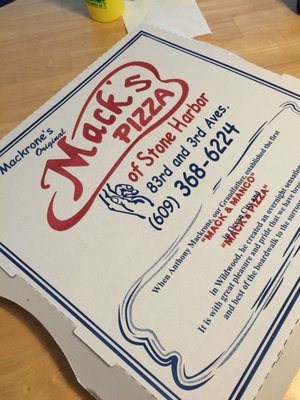 Mackrone's
Original
Mack's
PIZZA
of Stone Harbor
83rd and 3rd Aves.
(609) 368-6224
When Anthony Mackrone, our Grandfather, established the first
"MACK & MANCO"
"MACK'S PIZZA"
in Wildwood, he created an overnight sensation
It is with great pleasure and pride that we have
and best of the boardwalk to the